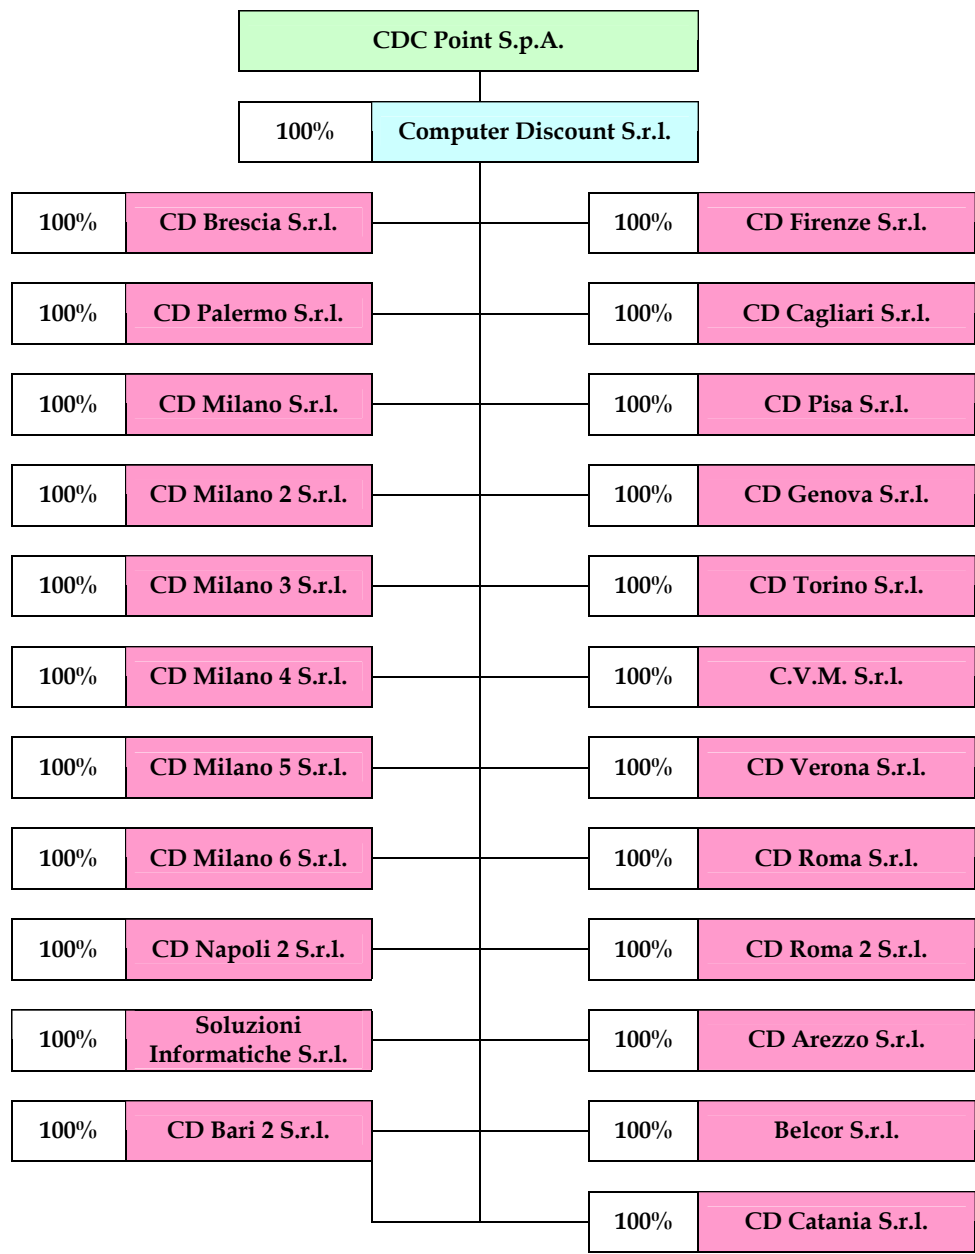 CDC Point S.p.A.
100% Computer Discount S.r.l.
100% CD Brescia S.r.l. 100% CD Firenze S.r.l.
100% CD Palermo S.r.l. 100% CD Cagliari S.r.l.
100% CD Milano S.r.l. 100% CD Pisa S.r.l.
100% CD Milano 2 S.r.l. 100% CD Genova S.r.l.
100% CD Milano 3 S.r.l. 100% CD Torino S.r.l.
100% CD Milano 4 S.r.l. 100% C.V.M. S.r.l.
100% CD Milano 5 S.r.l. 100% CD Verona S.r.l.
100% CD Milano 6 S.r.l. 100% CD Roma S.r.l.
100% CD Napoli 2 S.r.l. 100% CD Roma 2 S.r.l.
100% Soluzioni
Informatiche S.r.l. 100% CD Arezzo S.r.l.
100% CD Bari 2 S.r.l. 100% Belcor S.r.l.
100% CD Catania S.r.l.